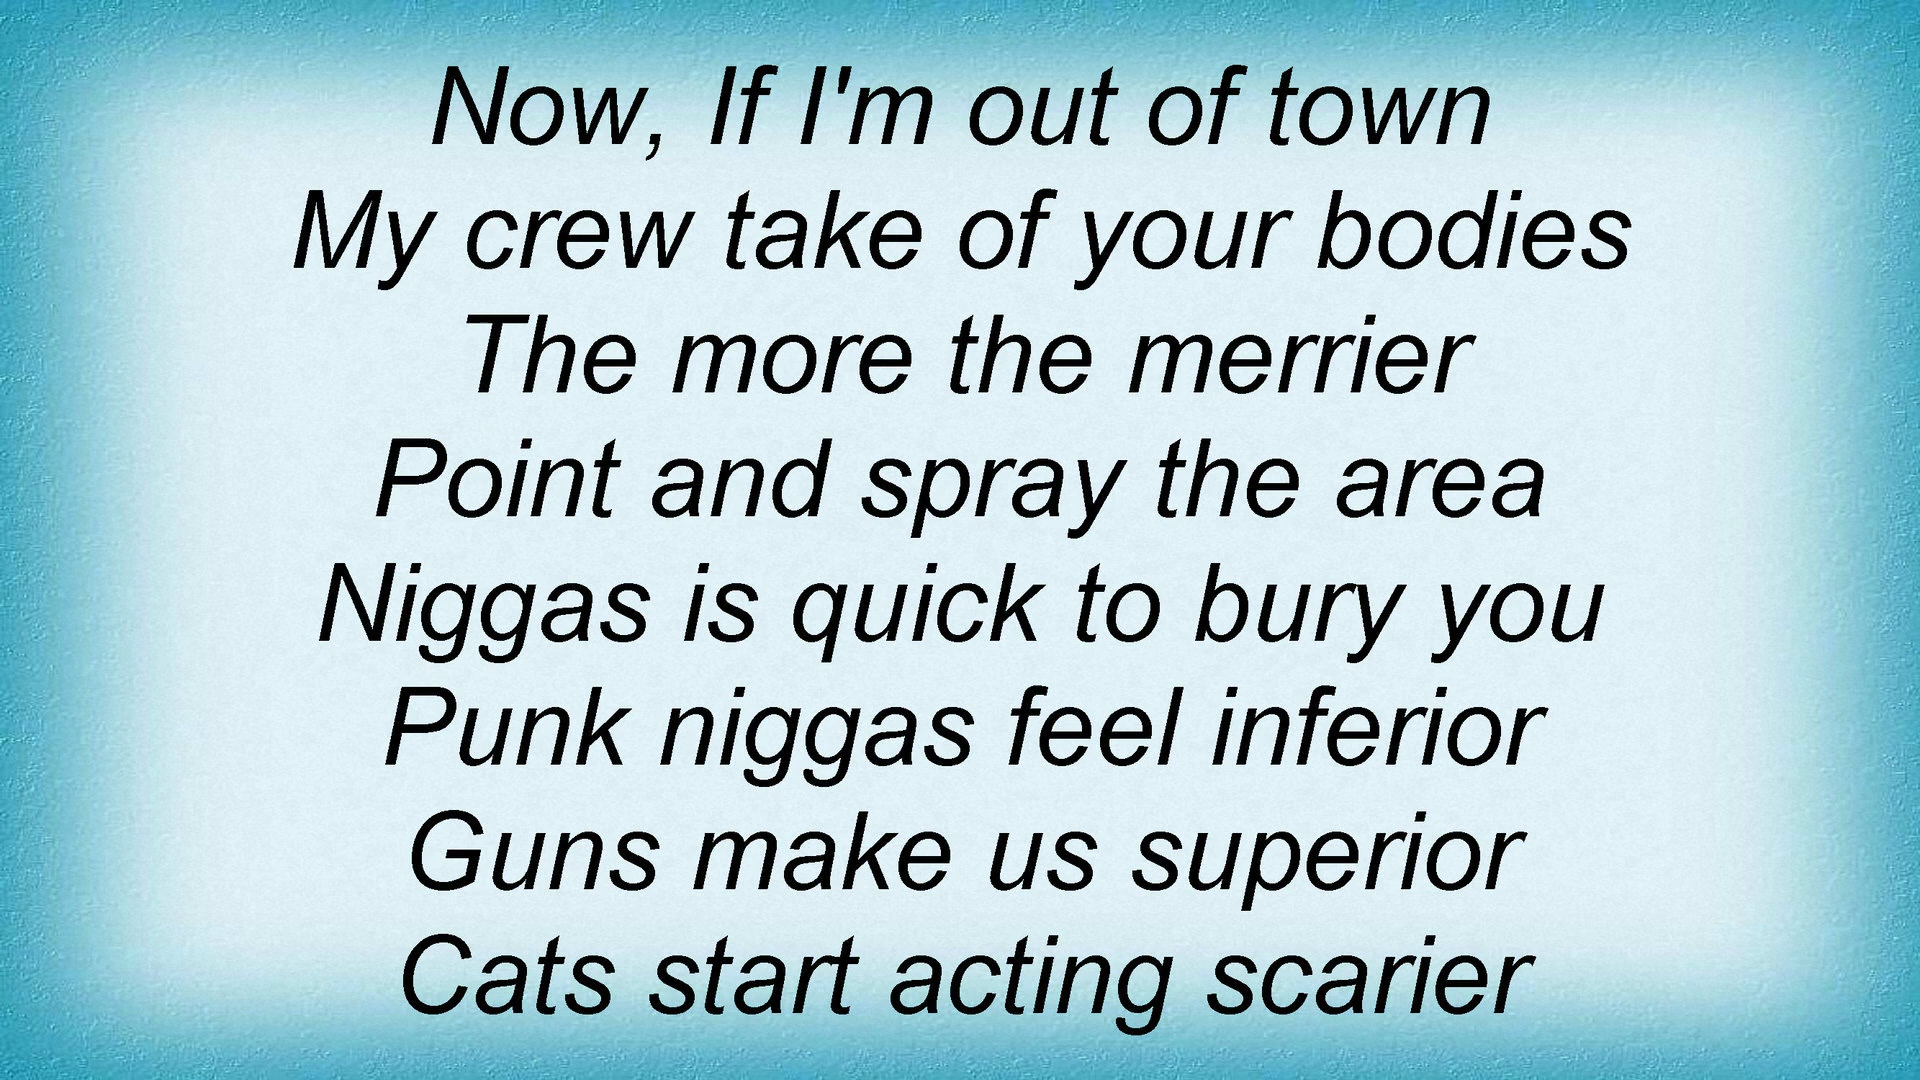 Now, If I'm out of town
My crew take of your bodies
The more the merrier
Point and spray the area
Niggas is quick to bury you
Punk niggas feel inferior
Guns make us superior
Cats start acting scarier